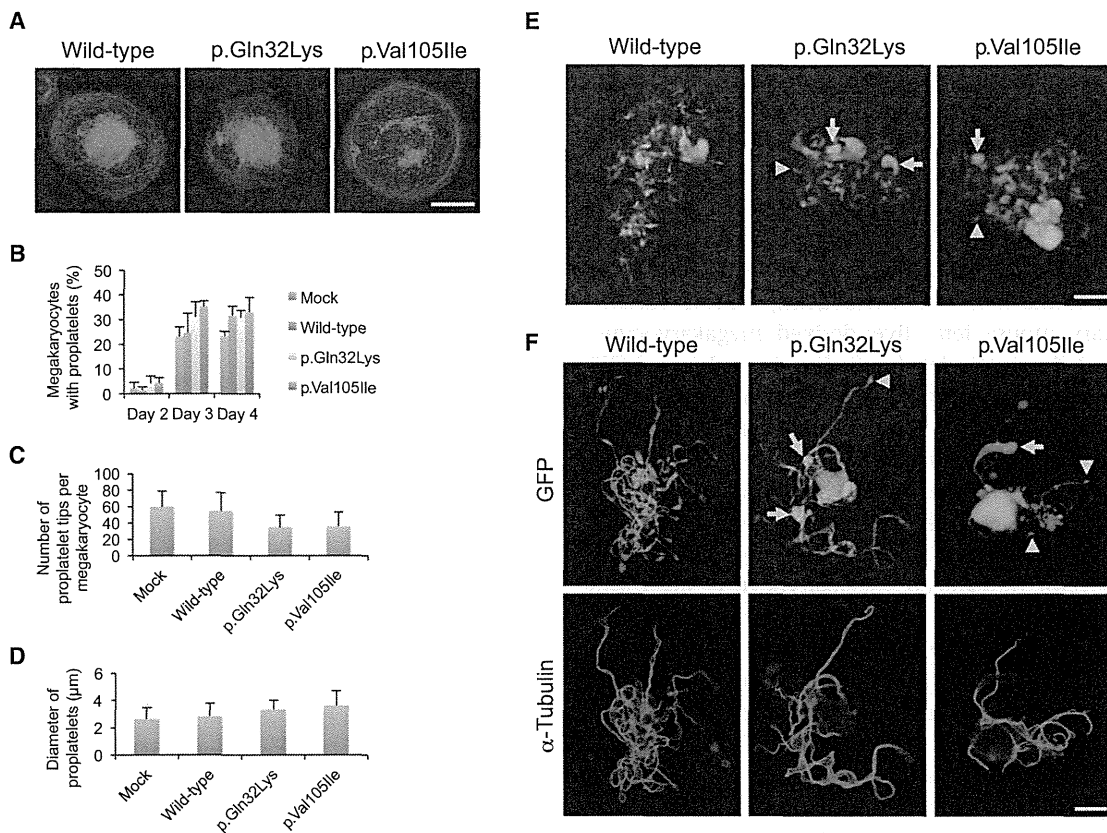 A
Wild-type p.Gln32Lys p.Val105Ile
B
Megakaryocytes
with proplatelets (%)
50
40
30
20
10
0
Day 2 Day 3 Day 4
Mock
Wild-type
p.Gln32Lys
p.Val105Ile
C
Number of
proplatelet tips per
megakaryocyte
100
80
60
40
20
0
Mock
Wild-type
p.Gln32Lys
p.Val105Ile
D
Diameter of
proplatelets (μm)
6
4
2
0
Mock
Wild-type
p.Gln32Lys
p.Val105Ile
E
Wild-type p.Gln32Lys p.Val105Ile
F
Wild-type p.Gln32Lys p.Val105Ile
GFP
α-Tubulin